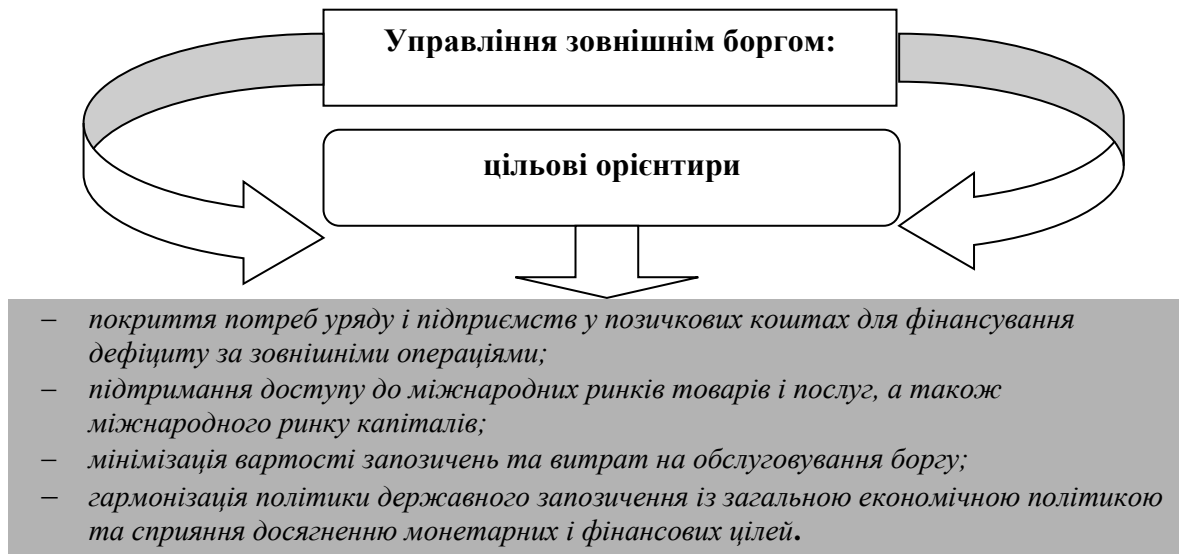 Управління зовнішнім боргом:
цільові орієнтири
– покриття потреб уряду і підприємств у позичкових коштах для фінансування
дефіциту за зовнішніми операціями;
– підтримання доступу до міжнародних ринків товарів і послуг, а також
міжнародного ринку капіталів;
– мінімізація вартості запозичень та витрат на обслуговування боргу;
– гармонізація політики державного запозичення із загальною економічною політикою
та сприяння досягненню монетарних і фінансових цілей.